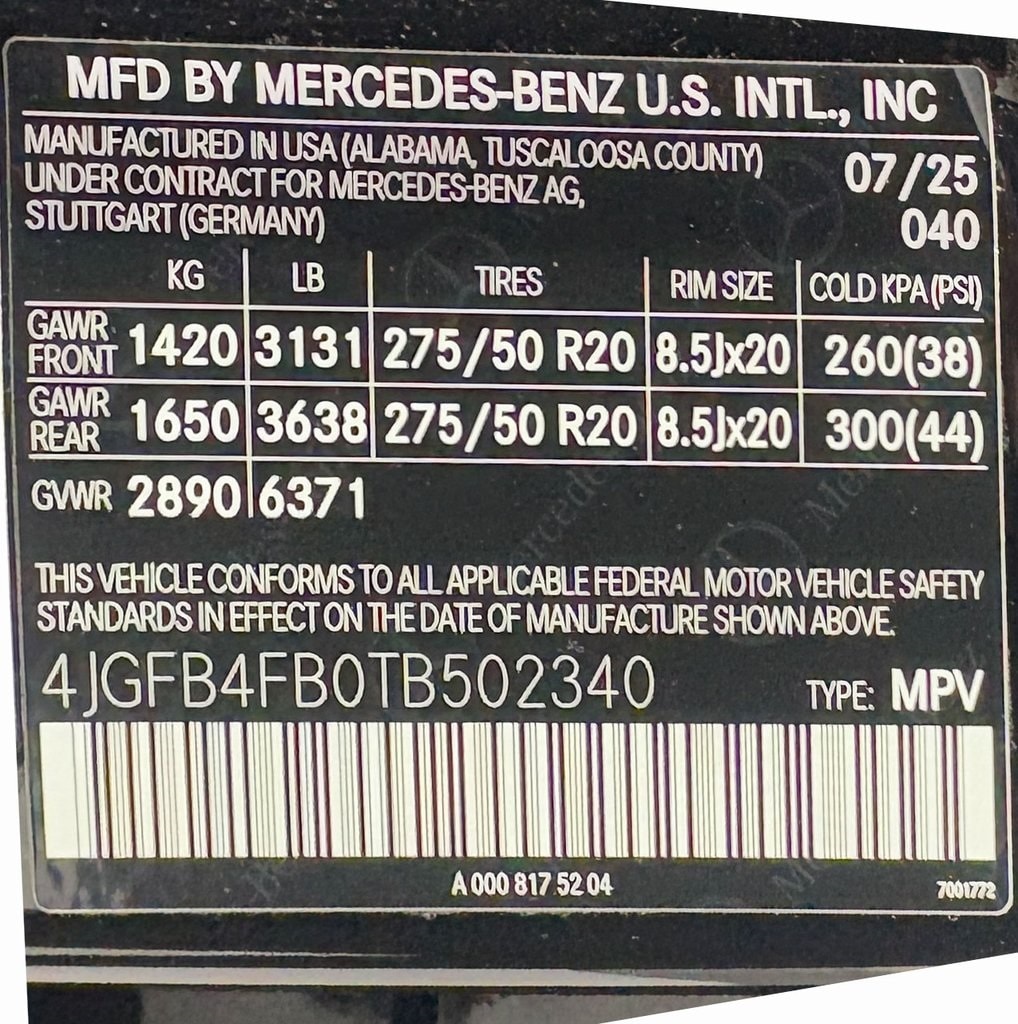 MFD BY MERCEDES-BENZ U.S. INTL., INC
MANUFACTURED IN USA (ALABAMA, TUSCALOOSA COUNTY) 07/25
UNDER CONTRACT FOR MERCEDES-BENZ AG,
STUTTGART (GERMANY) 040
KG LB TIRES RIM SIZE COLD KPA (PSI)
GAWR FRONT 1420 3131 275/50 R20 8.5Jx20 260(38)
GAWR REAR 1650 3638 275/50 R20 8.5Jx20 300(44)
GVWR 2890 6371
THIS VEHICLE CONFORMS TO ALL APPLICABLE FEDERAL MOTOR VEHICLE SAFETY
STANDARDS IN EFFECT ON THE DATE OF MANUFACTURE SHOWN ABOVE.
4JGFB4FB0TB502340 TYPE: MPV
A 000 817 52 04 7001772